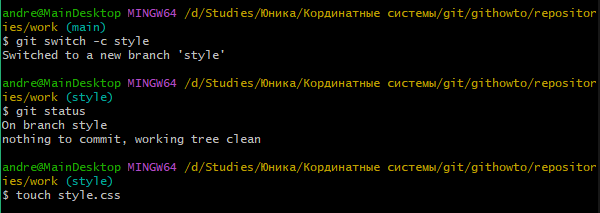 andre@MainDesktop MINGW64 /d/Studies/Юника/Кординатные системы/git/githowto/repositor
ies/work (main)
$ git switch -c style
Switched to a new branch 'style'
andre@MainDesktop MINGW64 /d/Studies/Юника/Кординатные системы/git/githowto/repositor
ies/work (style)
$ git status
On branch style
nothing to commit, working tree clean
andre@MainDesktop MINGW64 /d/Studies/Юника/Кординатные системы/git/githowto/repositor
ies/work (style)
$ touch style.css